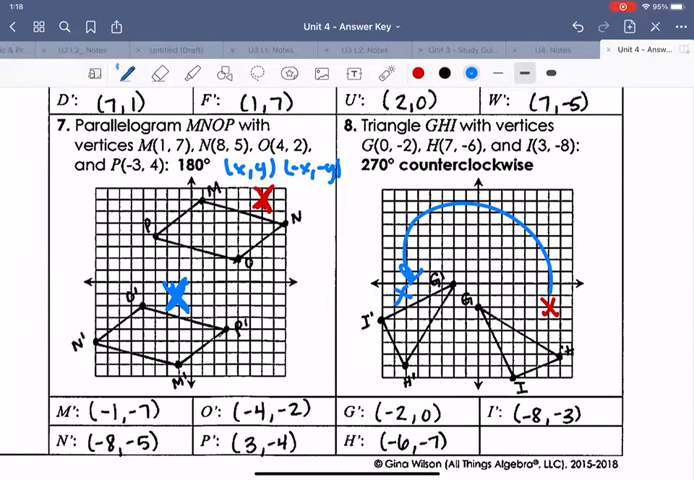 1:18
95%
Unit 4 - Answer Key
U2 L2_ Notes
Untitled (Draft)
U3 L1: Notes.
U3 L2: Notes
Unit 3 - Study Gui..
U4: Notes
Unit 4 - Answ...
D': (7,1)
F': (1,7)
U': (2,0)
W': (7,-5)
7. Parallelogram MNOP with
vertices M(1, 7), N(8, 5), O(4, 2),
and P(-3, 4): 180° (x,y) (-x,-y)
M
N
P
O
O'
P'
N'
M'
M': (-1,-7)
O': (-4,-2)
N': (-8,-5)
P': (3,-4)
8. Triangle GHI with vertices
G(0, -2), H(7, -6), and I(3, -8):
270° counterclockwise
G'
G
I'
H
H'
I
G': (-2,0)
I': (-8,-3)
H': (-6,-7)
© Gina Wilson (All Things Algebra®, LLC), 2015-2018